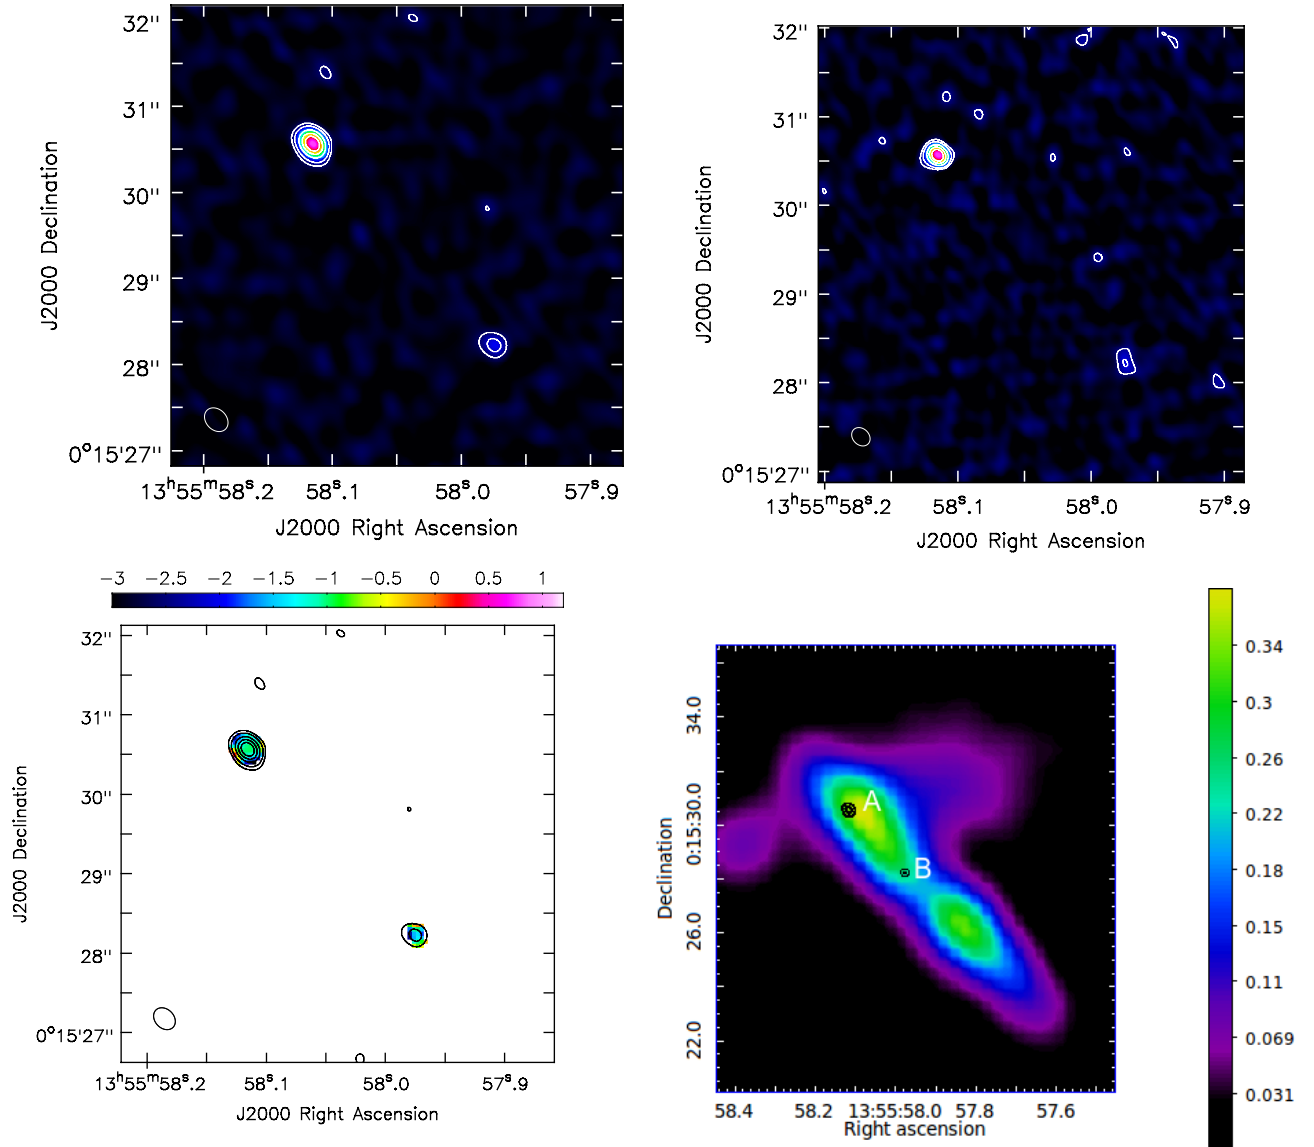 32''
31''
30''
29''
28''
0°15'27''
J2000 Declination
13ʰ55ᵐ58ˢ.2 58ˢ.1 58ˢ.0 57ˢ.9
J2000 Right Ascension
32''
31''
30''
29''
28''
0°15'27''
J2000 Declination
13ʰ55ᵐ58ˢ.2 58ˢ.1 58ˢ.0 57ˢ.9
J2000 Right Ascension
−3 −2.5 −2 −1.5 −1 −0.5 0 0.5 1
32''
31''
30''
29''
28''
0°15'27''
J2000 Declination
13ʰ55ᵐ58ˢ.2 58ˢ.1 58ˢ.0 57ˢ.9
J2000 Right Ascension
34.0
0:15:30.0
26.0
22.0
Declination
A
B
58.4 58.2 13:55:58.0 57.8 57.6
Right ascension
0.34
0.3
0.26
0.22
0.18
0.15
0.11
0.069
0.031